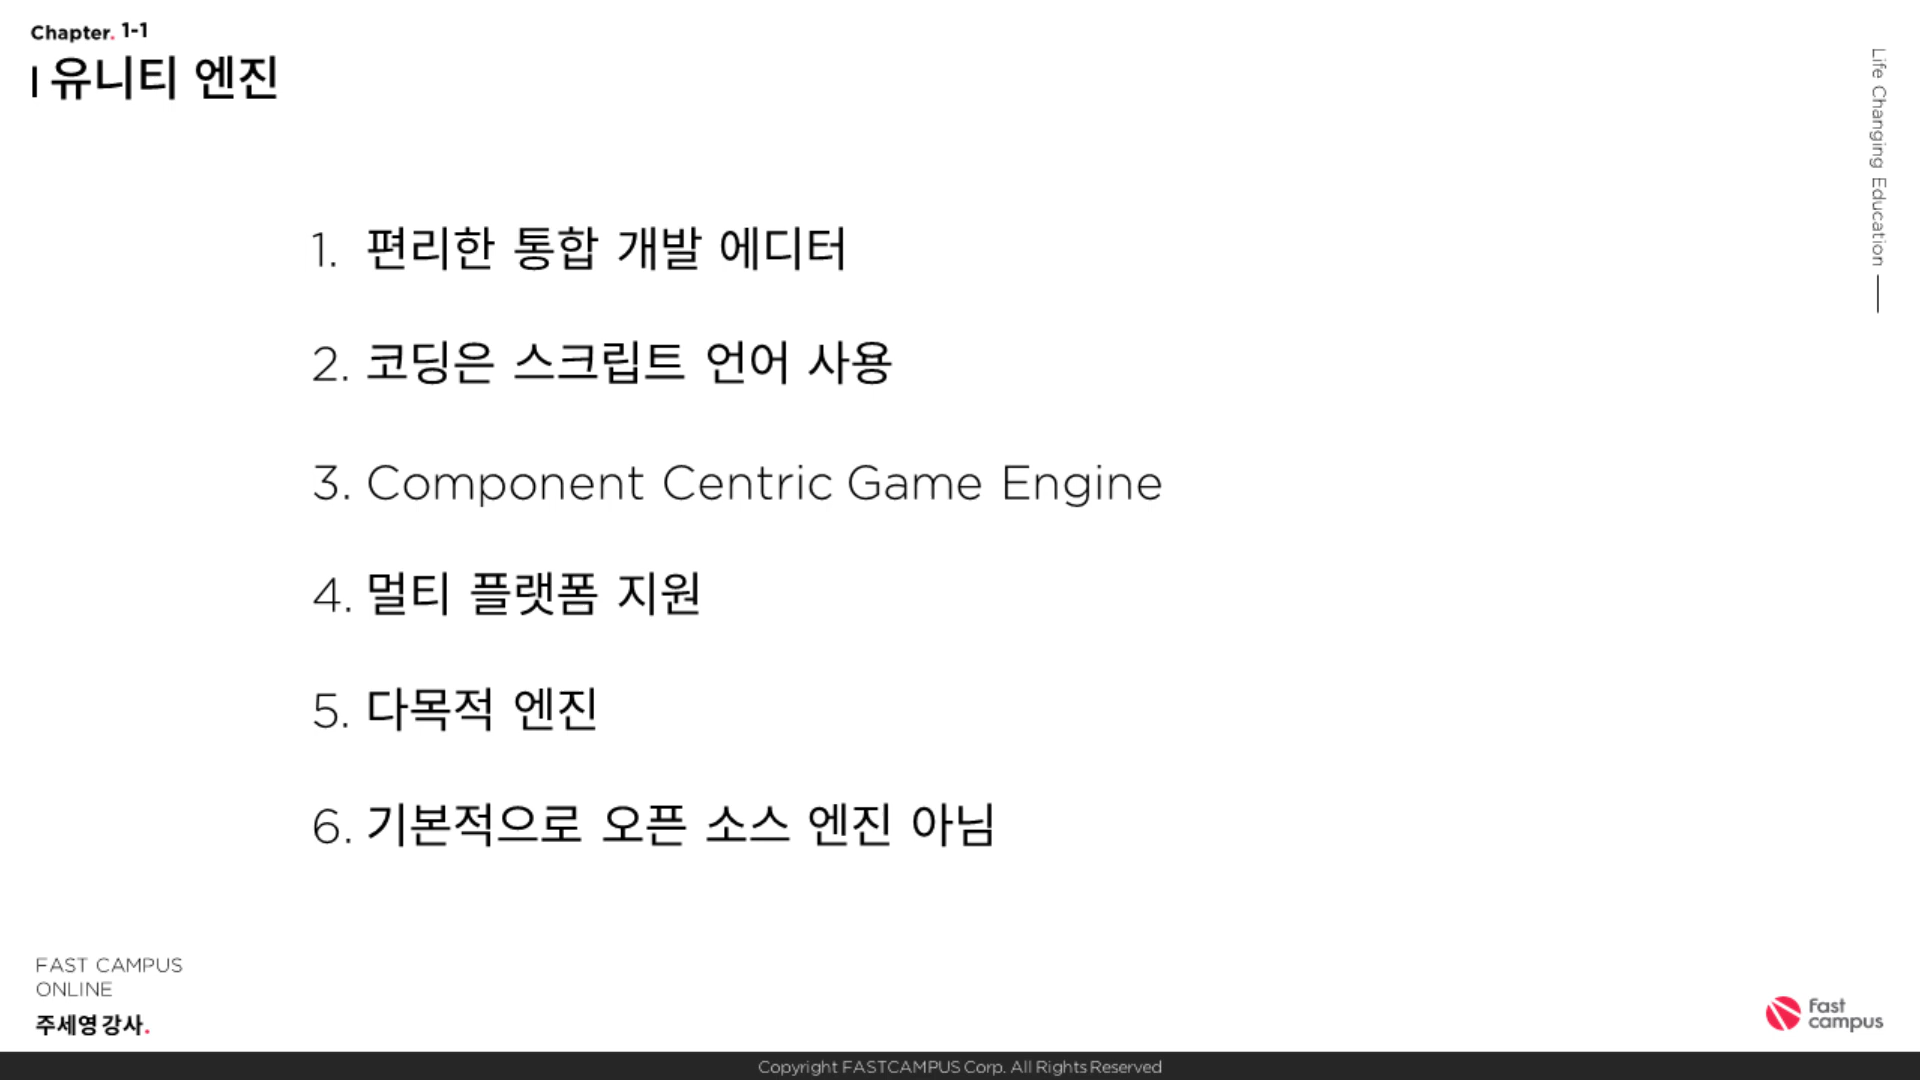 Chapter. 1-1
유니티 엔진
Life Changing Education
1. 편리한 통합 개발 에디터
2. 코딩은 스크립트 언어 사용
3. Component Centric Game Engine
4. 멀티 플랫폼 지원
5. 다목적 엔진
6. 기본적으로 오픈 소스 엔진 아님
FAST CAMPUS
ONLINE
주세영 강사.
Fast
campus
Copyright FASTCAMPUS Corp. All Rights Reserved